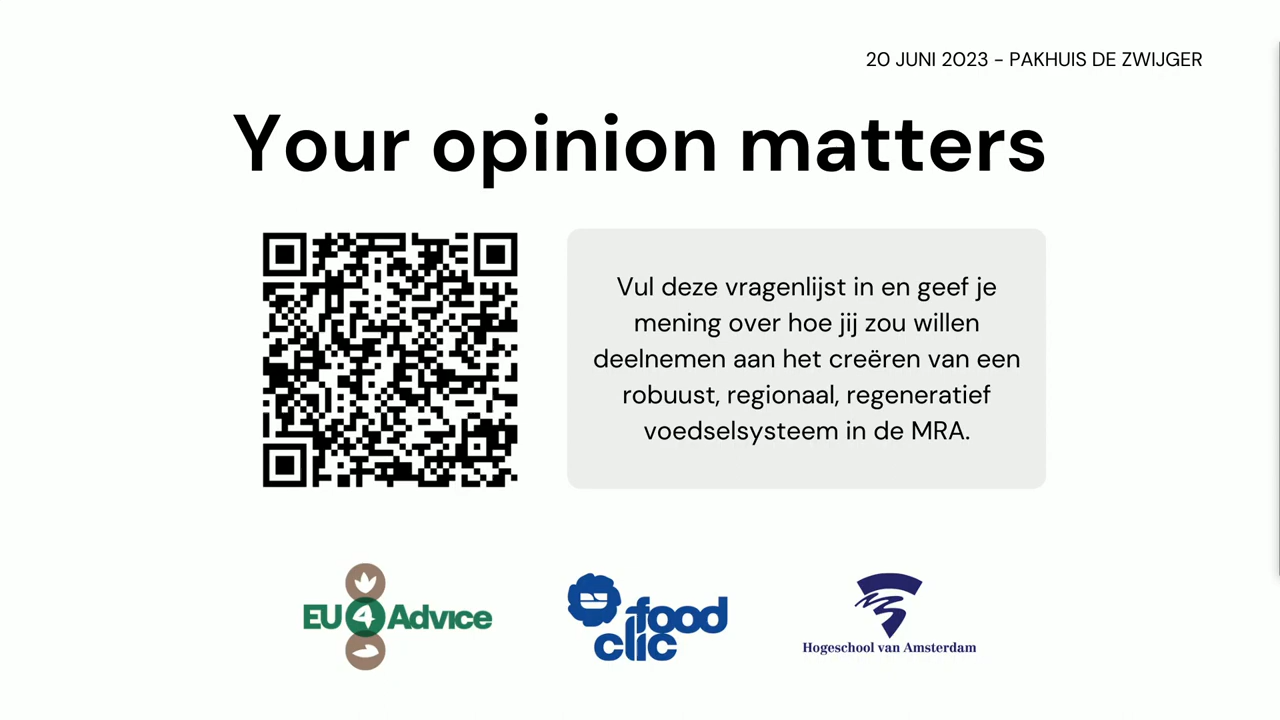 20 JUNI 2023 - PAKHUIS DE ZWIJGER
Your opinion matters
Vul deze vragenlijst in en geef je
mening over hoe jij zou willen
deelnemen aan het creëren van een
robuust, regionaal, regeneratief
voedselsysteem in de MRA.
EU4Advice
food
clic
Hogeschool van Amsterdam